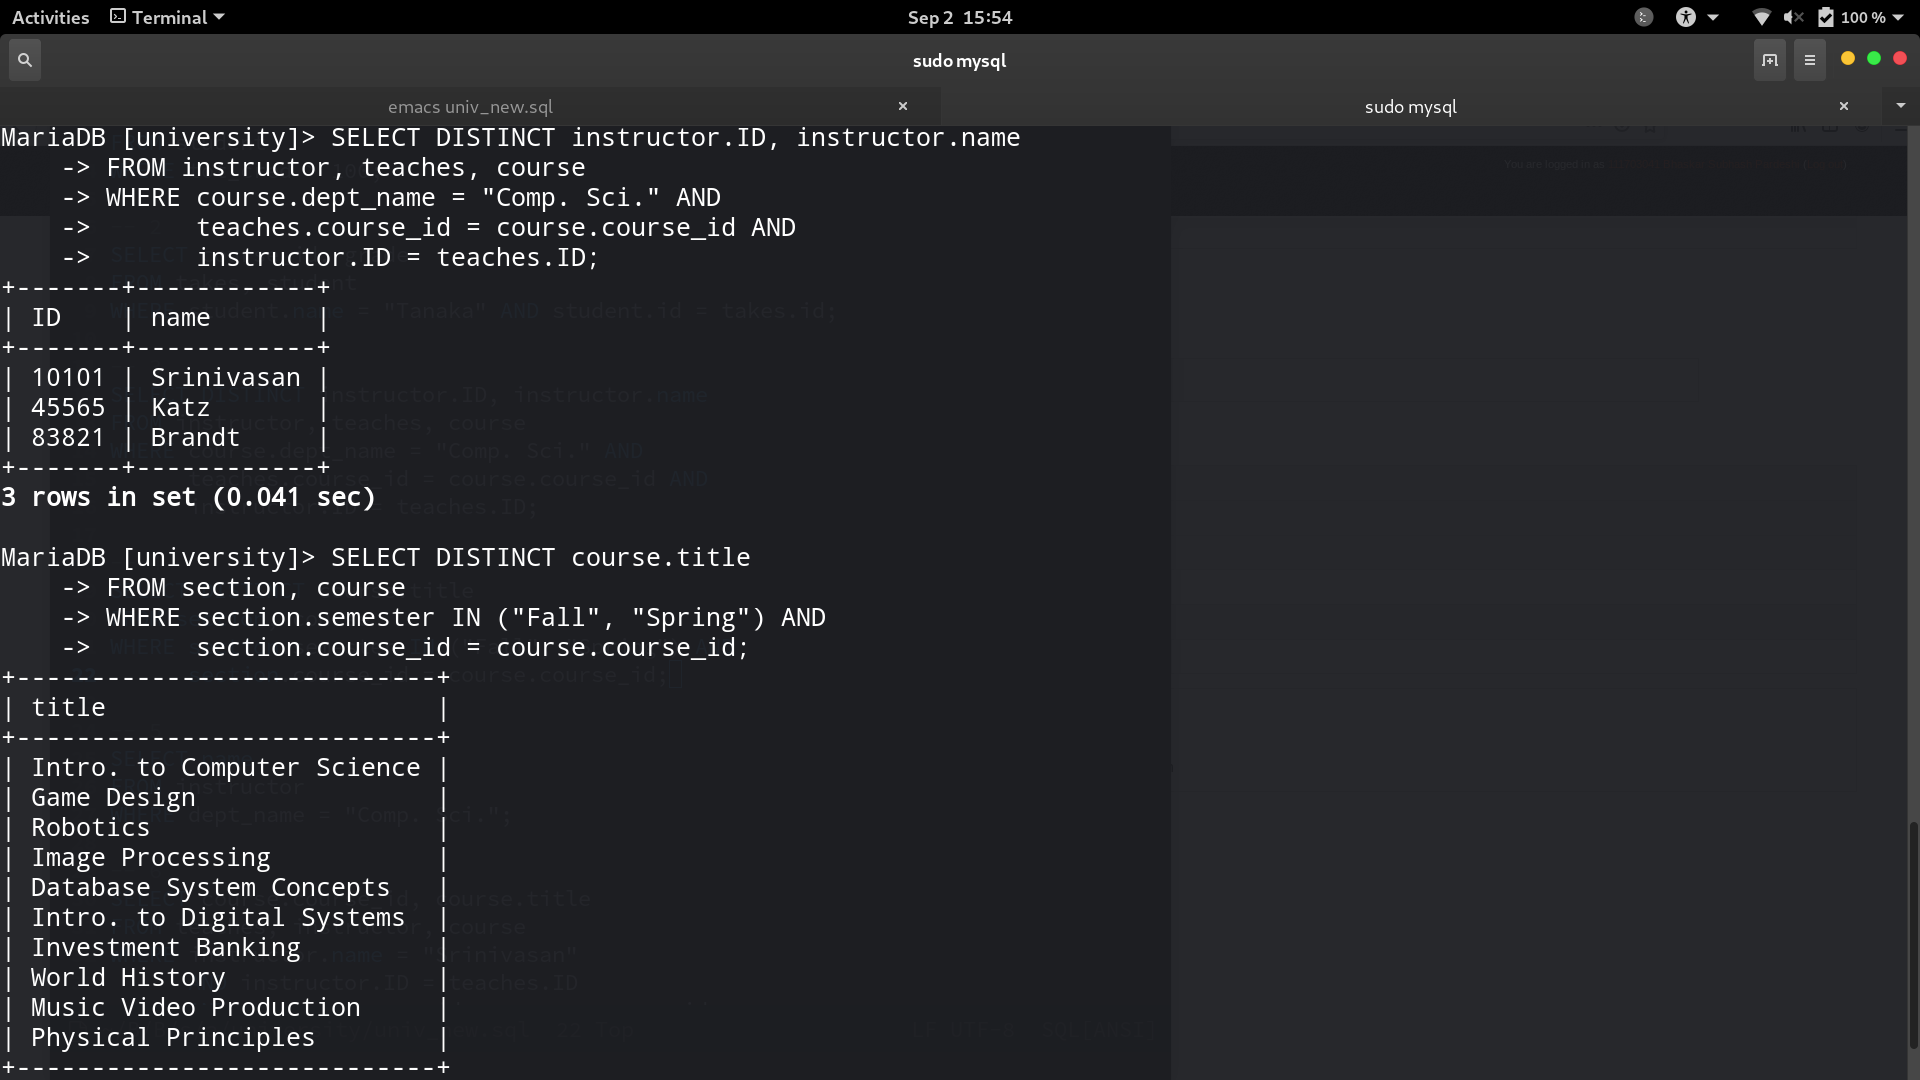 Activities Terminal Sep 2 15:54 100 %
sudo mysql
emacs univ_new.sql × sudo mysql ×
MariaDB [university]> SELECT DISTINCT instructor.ID, instructor.name
    -> FROM instructor, teaches, course
    -> WHERE course.dept_name = "Comp. Sci." AND
    ->       teaches.course_id = course.course_id AND
    ->       instructor.ID = teaches.ID;
+-------+------------+
| ID    | name       |
+-------+------------+
| 10101 | Srinivasan |
| 45565 | Katz       |
| 83821 | Brandt     |
+-------+------------+
3 rows in set (0.041 sec)
MariaDB [university]> SELECT DISTINCT course.title
    -> FROM section, course
    -> WHERE section.semester IN ("Fall", "Spring") AND
    ->       section.course_id = course.course_id;
+----------------------------+
| title                      |
+----------------------------+
| Intro. to Computer Science |
| Game Design                |
| Robotics                   |
| Image Processing           |
| Database System Concepts   |
| Intro. to Digital Systems  |
| Investment Banking         |
| World History              |
| Music Video Production     |
| Physical Principles        |
+----------------------------+